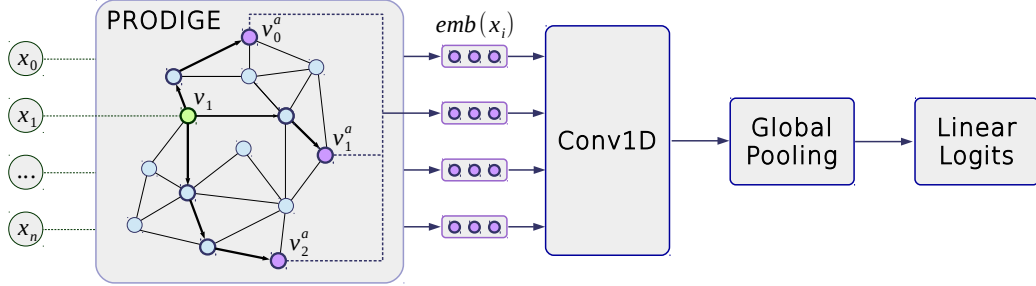 PRODIGE
emb(x_i)
x_0
x_1
...
x_n
v_0^a
v_1
v_1^a
v_2^a
Conv1D
Global
Pooling
Linear
Logits